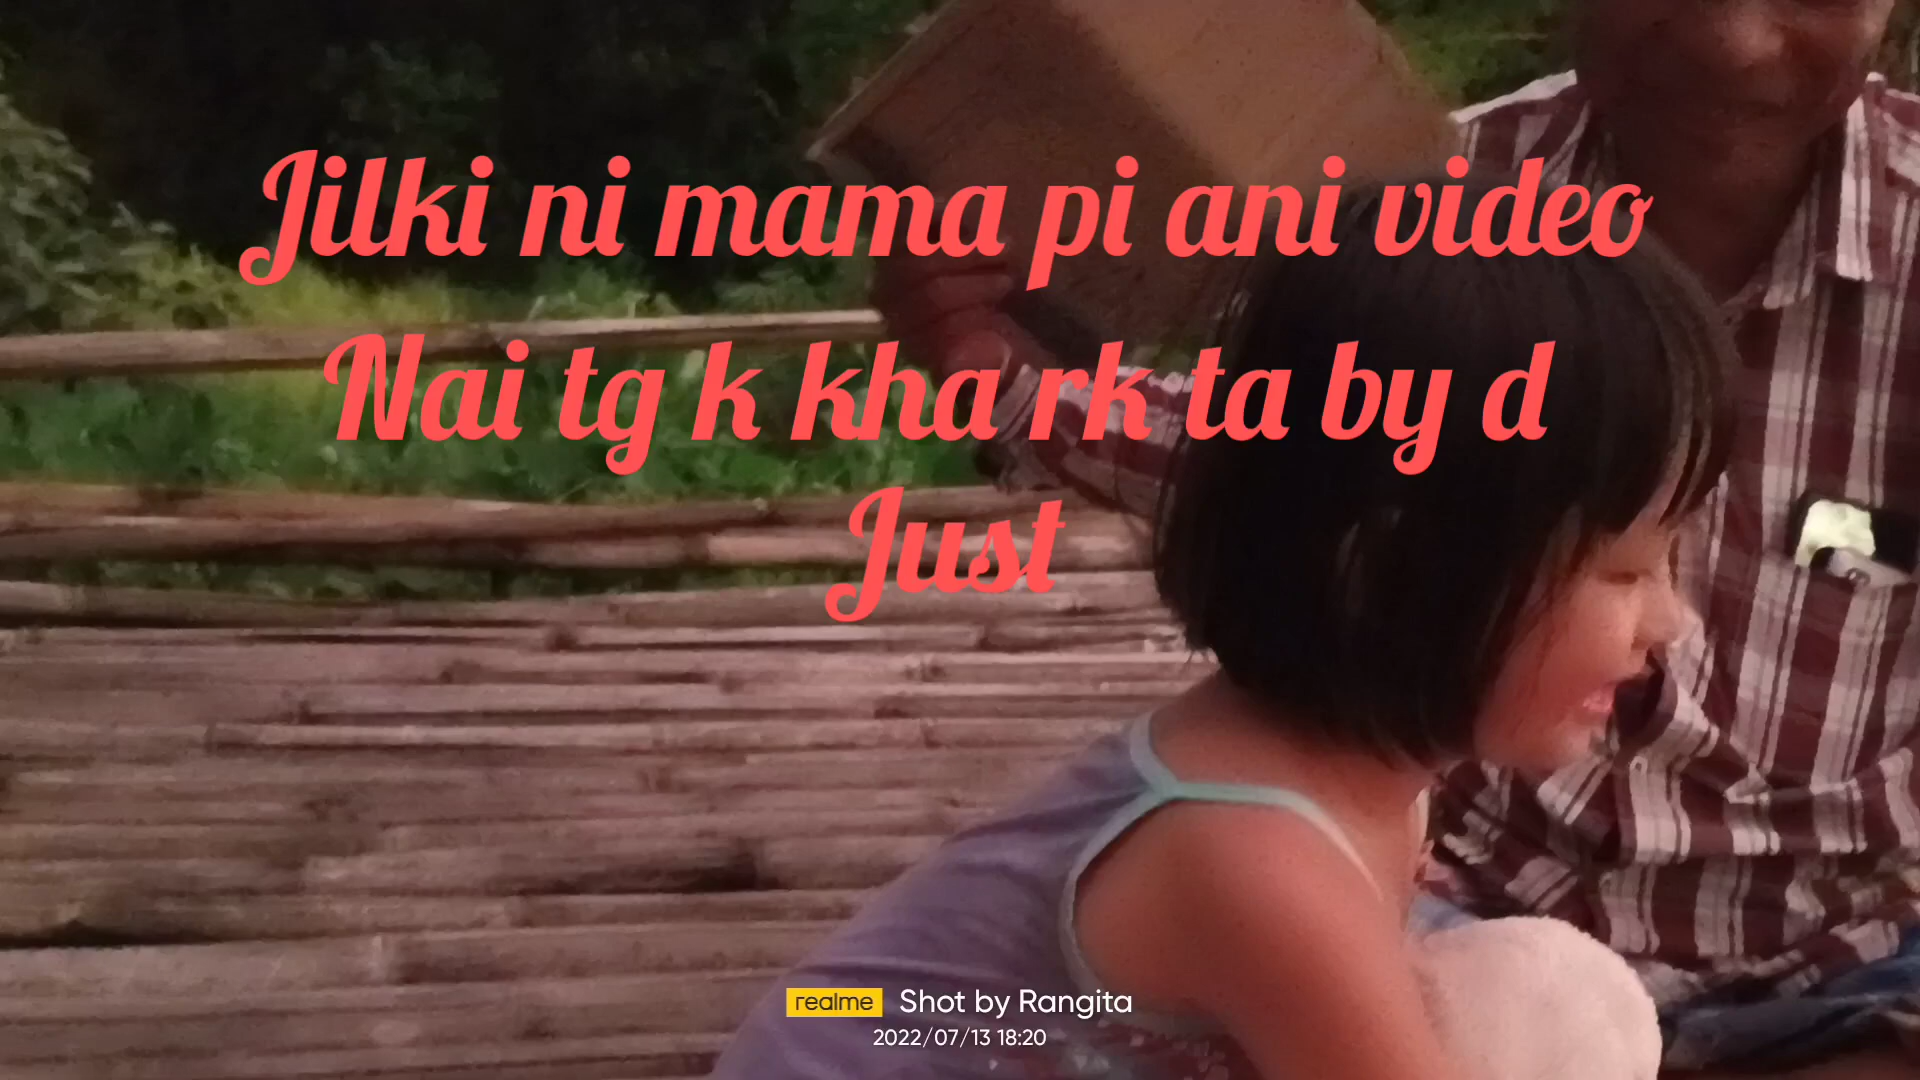 Jilki ni mama pi ani video
Nai tg k kha rk ta by d
Just
realme Shot by Rangita
2022/07/13 18:20